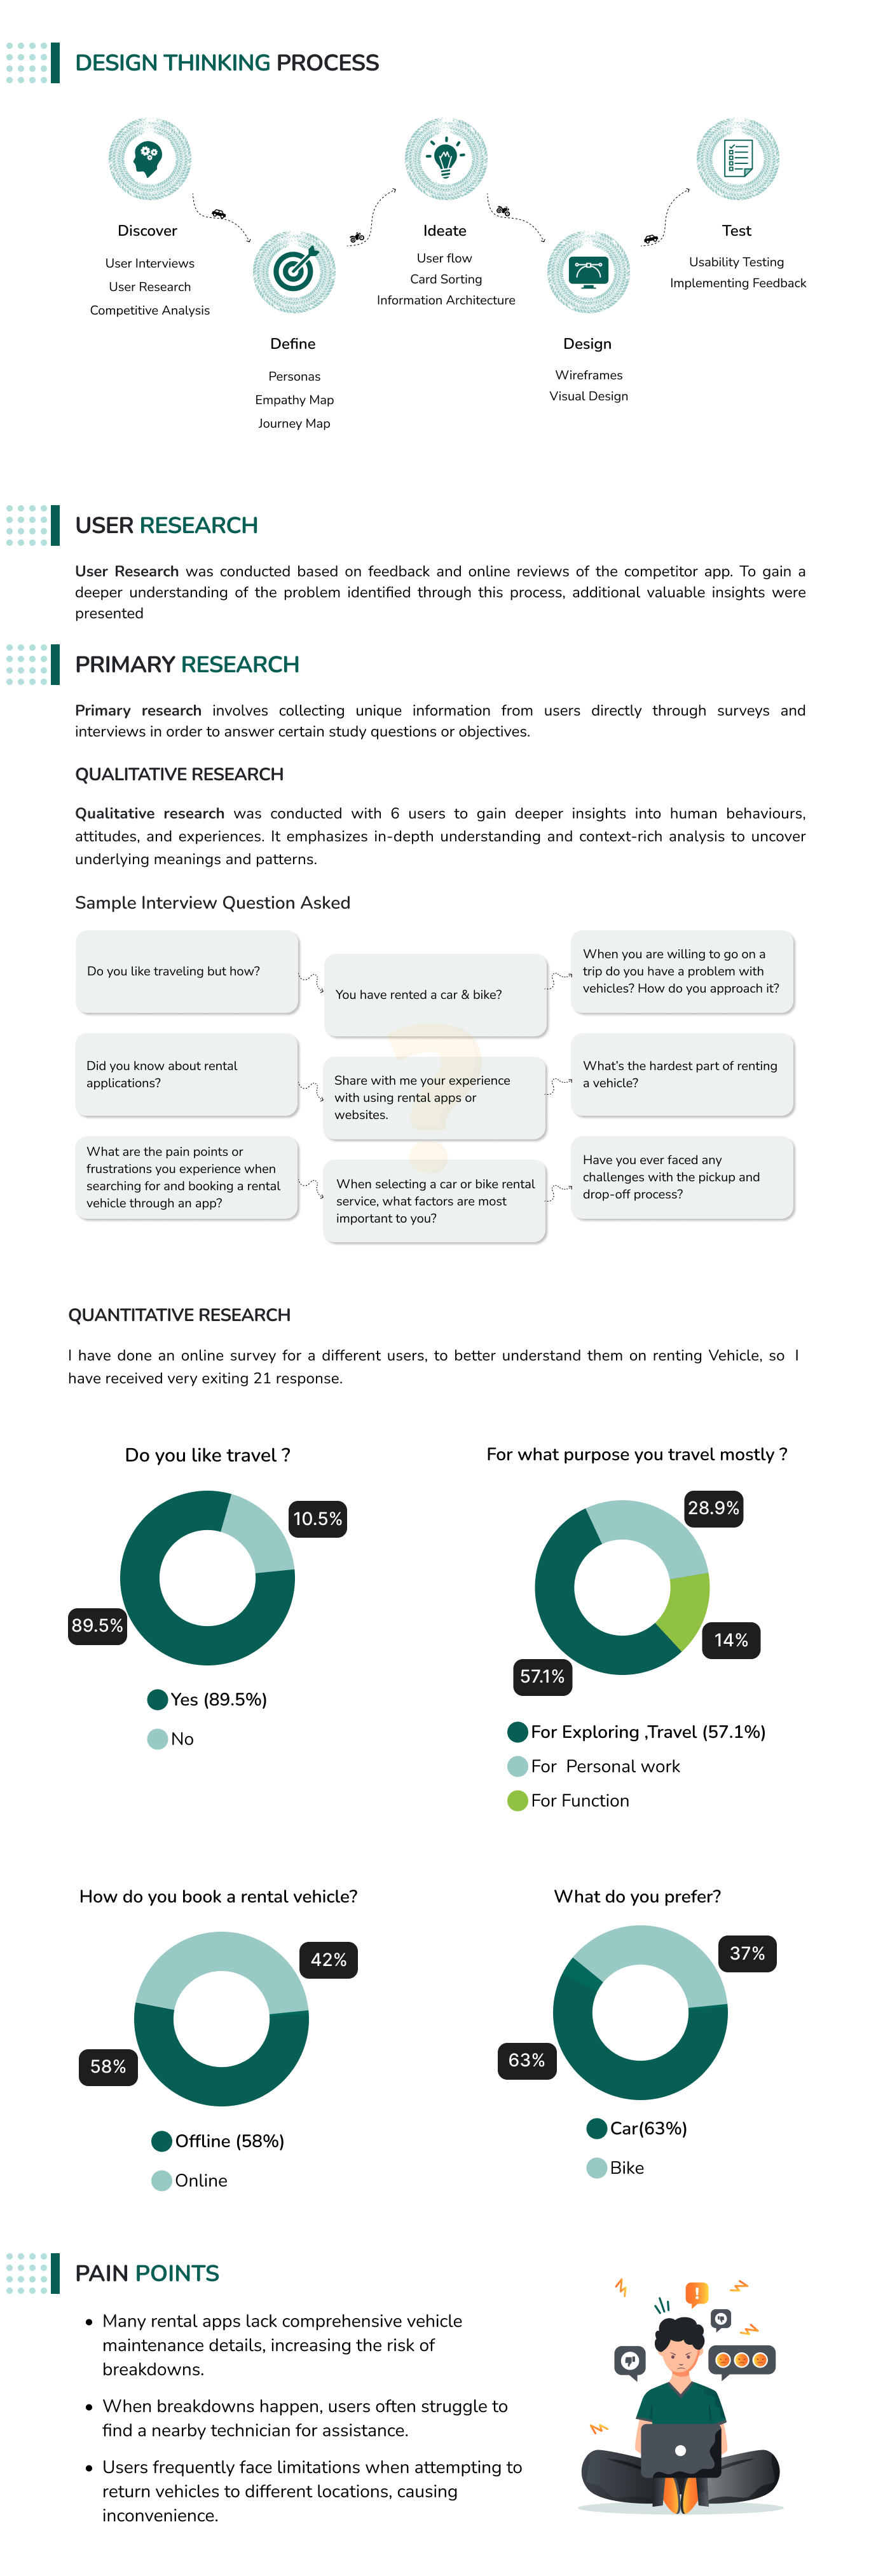 DESIGN THINKING PROCESS
Discover
User Interviews
User Research
Competitive Analysis
Define
Personas
Empathy Map
Journey Map
Ideate
User flow
Card Sorting
Information Architecture
Design
Wireframes
Visual Design
Test
Usability Testing
Implementing Feedback
USER RESEARCH
User Research was conducted based on feedback and online reviews of the competitor app. To gain a
deeper understanding of the problem identified through this process, additional valuable insights were
presented
PRIMARY RESEARCH
Primary research involves collecting unique information from users directly through surveys and
interviews in order to answer certain study questions or objectives.
QUALITATIVE RESEARCH
Qualitative research was conducted with 6 users to gain deeper insights into human behaviours,
attitudes, and experiences. It emphasizes in-depth understanding and context-rich analysis to uncover
underlying meanings and patterns.
Sample Interview Question Asked
Do you like traveling but how?
You have rented a car & bike?
When you are willing to go on a
trip do you have a problem with
vehicles? How do you approach it?
Did you know about rental
applications?
Share with me your experience
with using rental apps or
websites.
What's the hardest part of renting
a vehicle?
What are the pain points or
frustrations you experience when
searching for and booking a rental
vehicle through an app?
When selecting a car or bike rental
service, what factors are most
important to you?
Have you ever faced any
challenges with the pickup and
drop-off process?
?
QUANTITATIVE RESEARCH
I have done an online survey for a different users, to better understand them on renting Vehicle, so I
have received very exiting 21 response.
Do you like travel ?
10.5%
89.5%
Yes (89.5%)
No
For what purpose you travel mostly ?
28.9%
14%
57.1%
For Exploring ,Travel (57.1%)
For Personal work
For Function
How do you book a rental vehicle?
42%
58%
Offline (58%)
Online
What do you prefer?
37%
63%
Car(63%)
Bike
PAIN POINTS
• Many rental apps lack comprehensive vehicle
maintenance details, increasing the risk of
breakdowns.
• When breakdowns happen, users often struggle to
find a nearby technician for assistance.
• Users frequently face limitations when attempting to
return vehicles to different locations, causing
inconvenience.
!